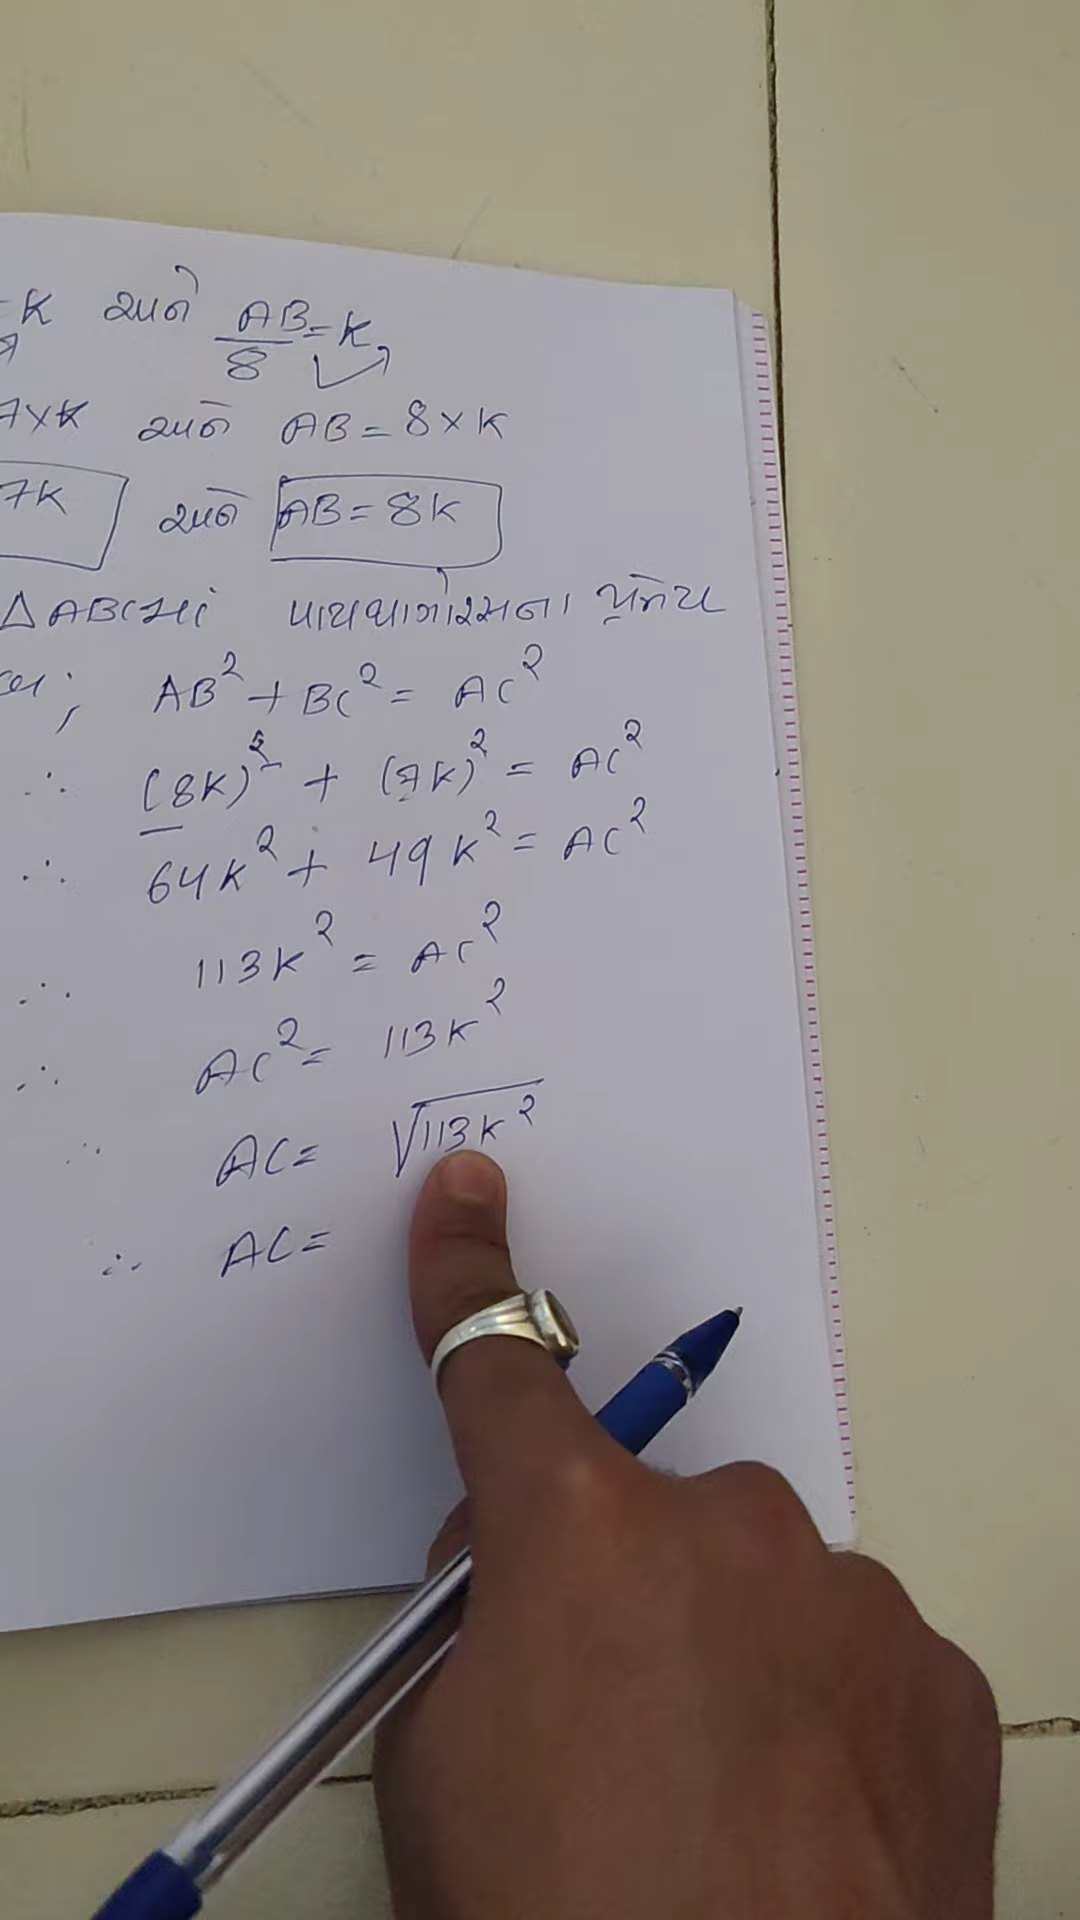 = K અને AB/8 = K
7×K અને AB = 8×K
7K અને AB = 8K
△ABCમાં પાયથાગોરસના પ્રમેય
; AB² + BC² = AC²
∴ (8K)² + (7K)² = AC²
∴ 64K² + 49K² = AC²
∴ 113K² = AC²
∴ AC² = 113K²
∴ AC = √113K²
∴ AC =